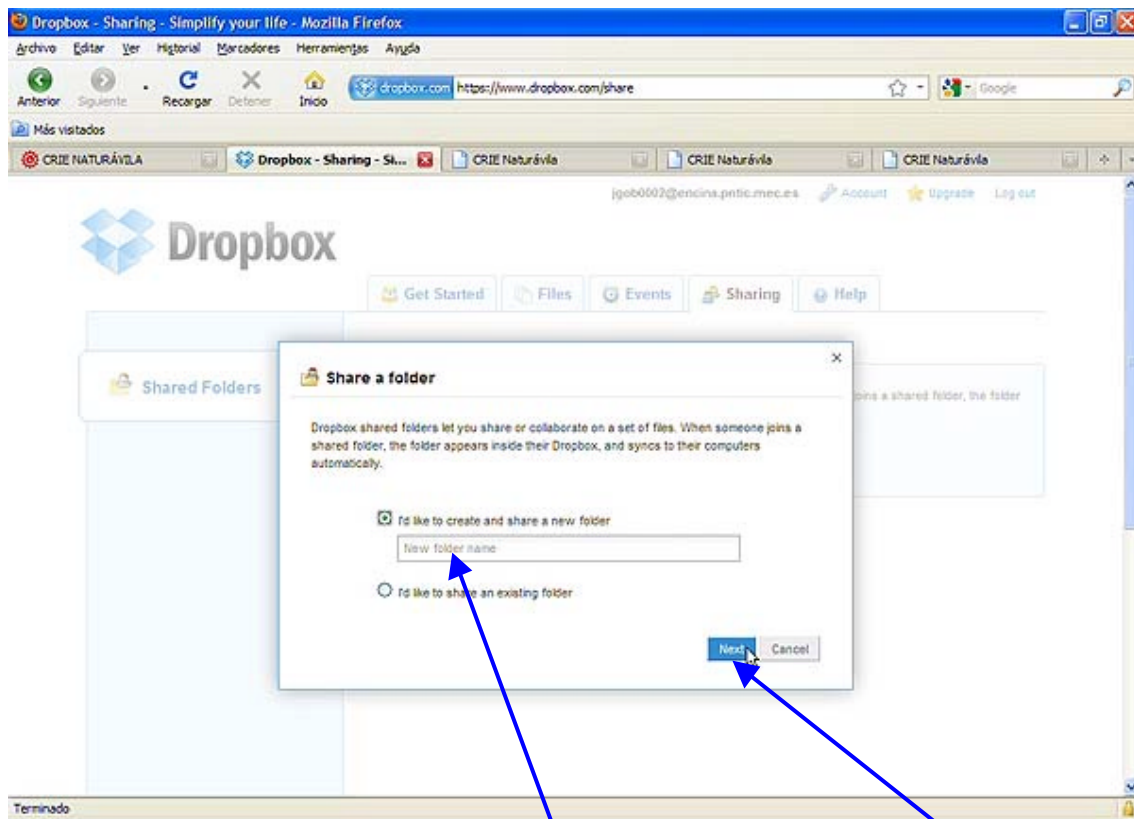 Dropbox - Sharing - Simplify your life - Mozilla Firefox
Archivo Editar Ver Historial Marcadores Herramientas Ayuda
Anterior Siguiente Recargar Detener Inicio dropbox.com https://www.dropbox.com/share Google
Más visitados
CRIE NATURÁVILA Dropbox - Sharing - Si... CRIE Naturávila CRIE Naturávila CRIE Naturávila
jgob0002@encina.pntic.mec.es Account Upgrade Log out
Dropbox
Get Started Files Events Sharing Help
Share a folder
Shared Folders
joins a shared folder, the folder
Dropbox shared folders let you share or collaborate on a set of files. When someone joins a
shared folder, the folder appears inside their Dropbox, and syncs to their computers
automatically.
I'd like to create and share a new folder
New folder name
I'd like to share an existing folder
Next Cancel
Terminado